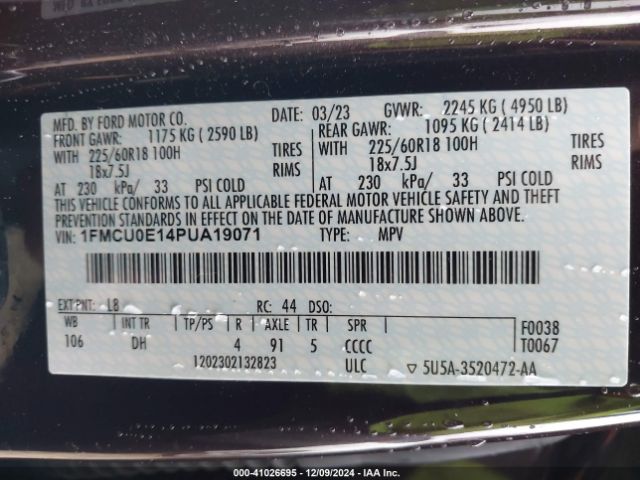 MFD. BY FORD MOTOR CO.
DATE: 03/23 GVWR: 2245 KG ( 4950 LB)
FRONT GAWR: 1175 KG ( 2590 LB)
REAR GAWR: 1095 KG ( 2414 LB)
WITH 225/60R18 100H TIRES
WITH 225/60R18 100H TIRES
18x7.5J RIMS
18x7.5J RIMS
AT 230 kPa/ 33 PSI COLD
AT 230 kPa/ 33 PSI COLD
THIS VEHICLE CONFORMS TO ALL APPLICABLE FEDERAL MOTOR VEHICLE SAFETY AND THEFT
PREVENTION STANDARDS IN EFFECT ON THE DATE OF MANUFACTURE SHOWN ABOVE.
VIN: 1FMCU0E14PUA19071 TYPE: MPV
EXT PNT: L8 RC: 44 DSO:
WB INT TR TP/PS R AXLE TR SPR F0038
106 DH 4 91 5 CCCC T0067
1202302132823 ULC ▽ 5U5A-3520472-AA
000-41026695 - 12/09/2024 - IAA Inc.